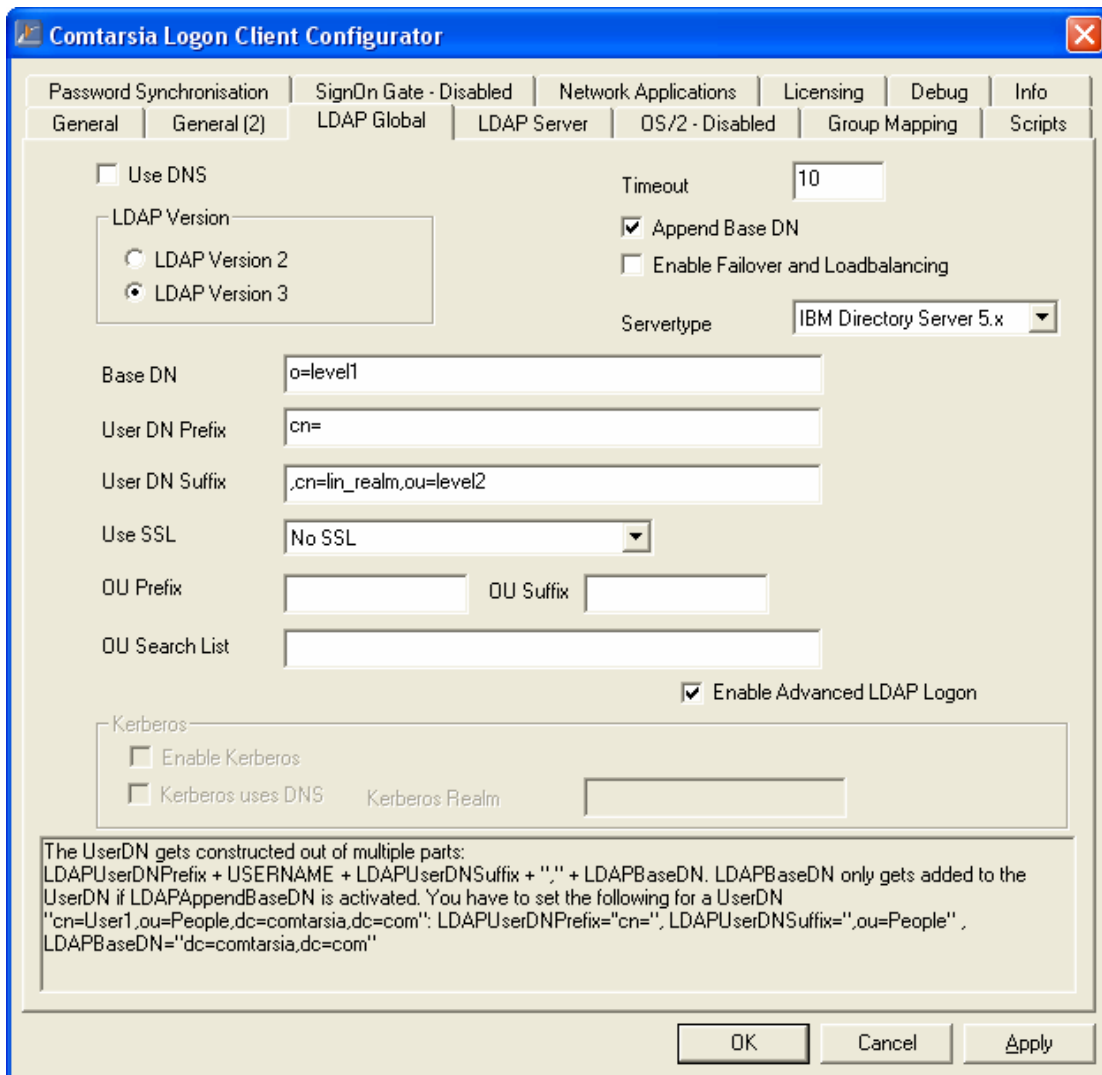 Comtarsia Logon Client Configurator
Password Synchronisation SignOn Gate - Disabled Network Applications Licensing Debug Info
General General (2) LDAP Global LDAP Server OS/2 - Disabled Group Mapping Scripts
Use DNS
Timeout 10
LDAP Version
Append Base DN
LDAP Version 2
Enable Failover and Loadbalancing
LDAP Version 3
Servertype IBM Directory Server 5.x
Base DN o=level1
User DN Prefix cn=
User DN Suffix ,cn=lin_realm,ou=level2
Use SSL No SSL
OU Prefix OU Suffix
OU Search List
Enable Advanced LDAP Logon
Kerberos
Enable Kerberos
Kerberos uses DNS Kerberos Realm
The UserDN gets constructed out of multiple parts:
LDAPUserDNPrefix + USERNAME + LDAPUserDNSuffix + "," + LDAPBaseDN. LDAPBaseDN only gets added to the
UserDN if LDAPAppendBaseDN is activated. You have to set the following for a UserDN
"cn=User1,ou=People,dc=comtarsia,dc=com": LDAPUserDNPrefix="cn=", LDAPUserDNSuffix=",ou=People" ,
LDAPBaseDN="dc=comtarsia,dc=com"
OK Cancel Apply